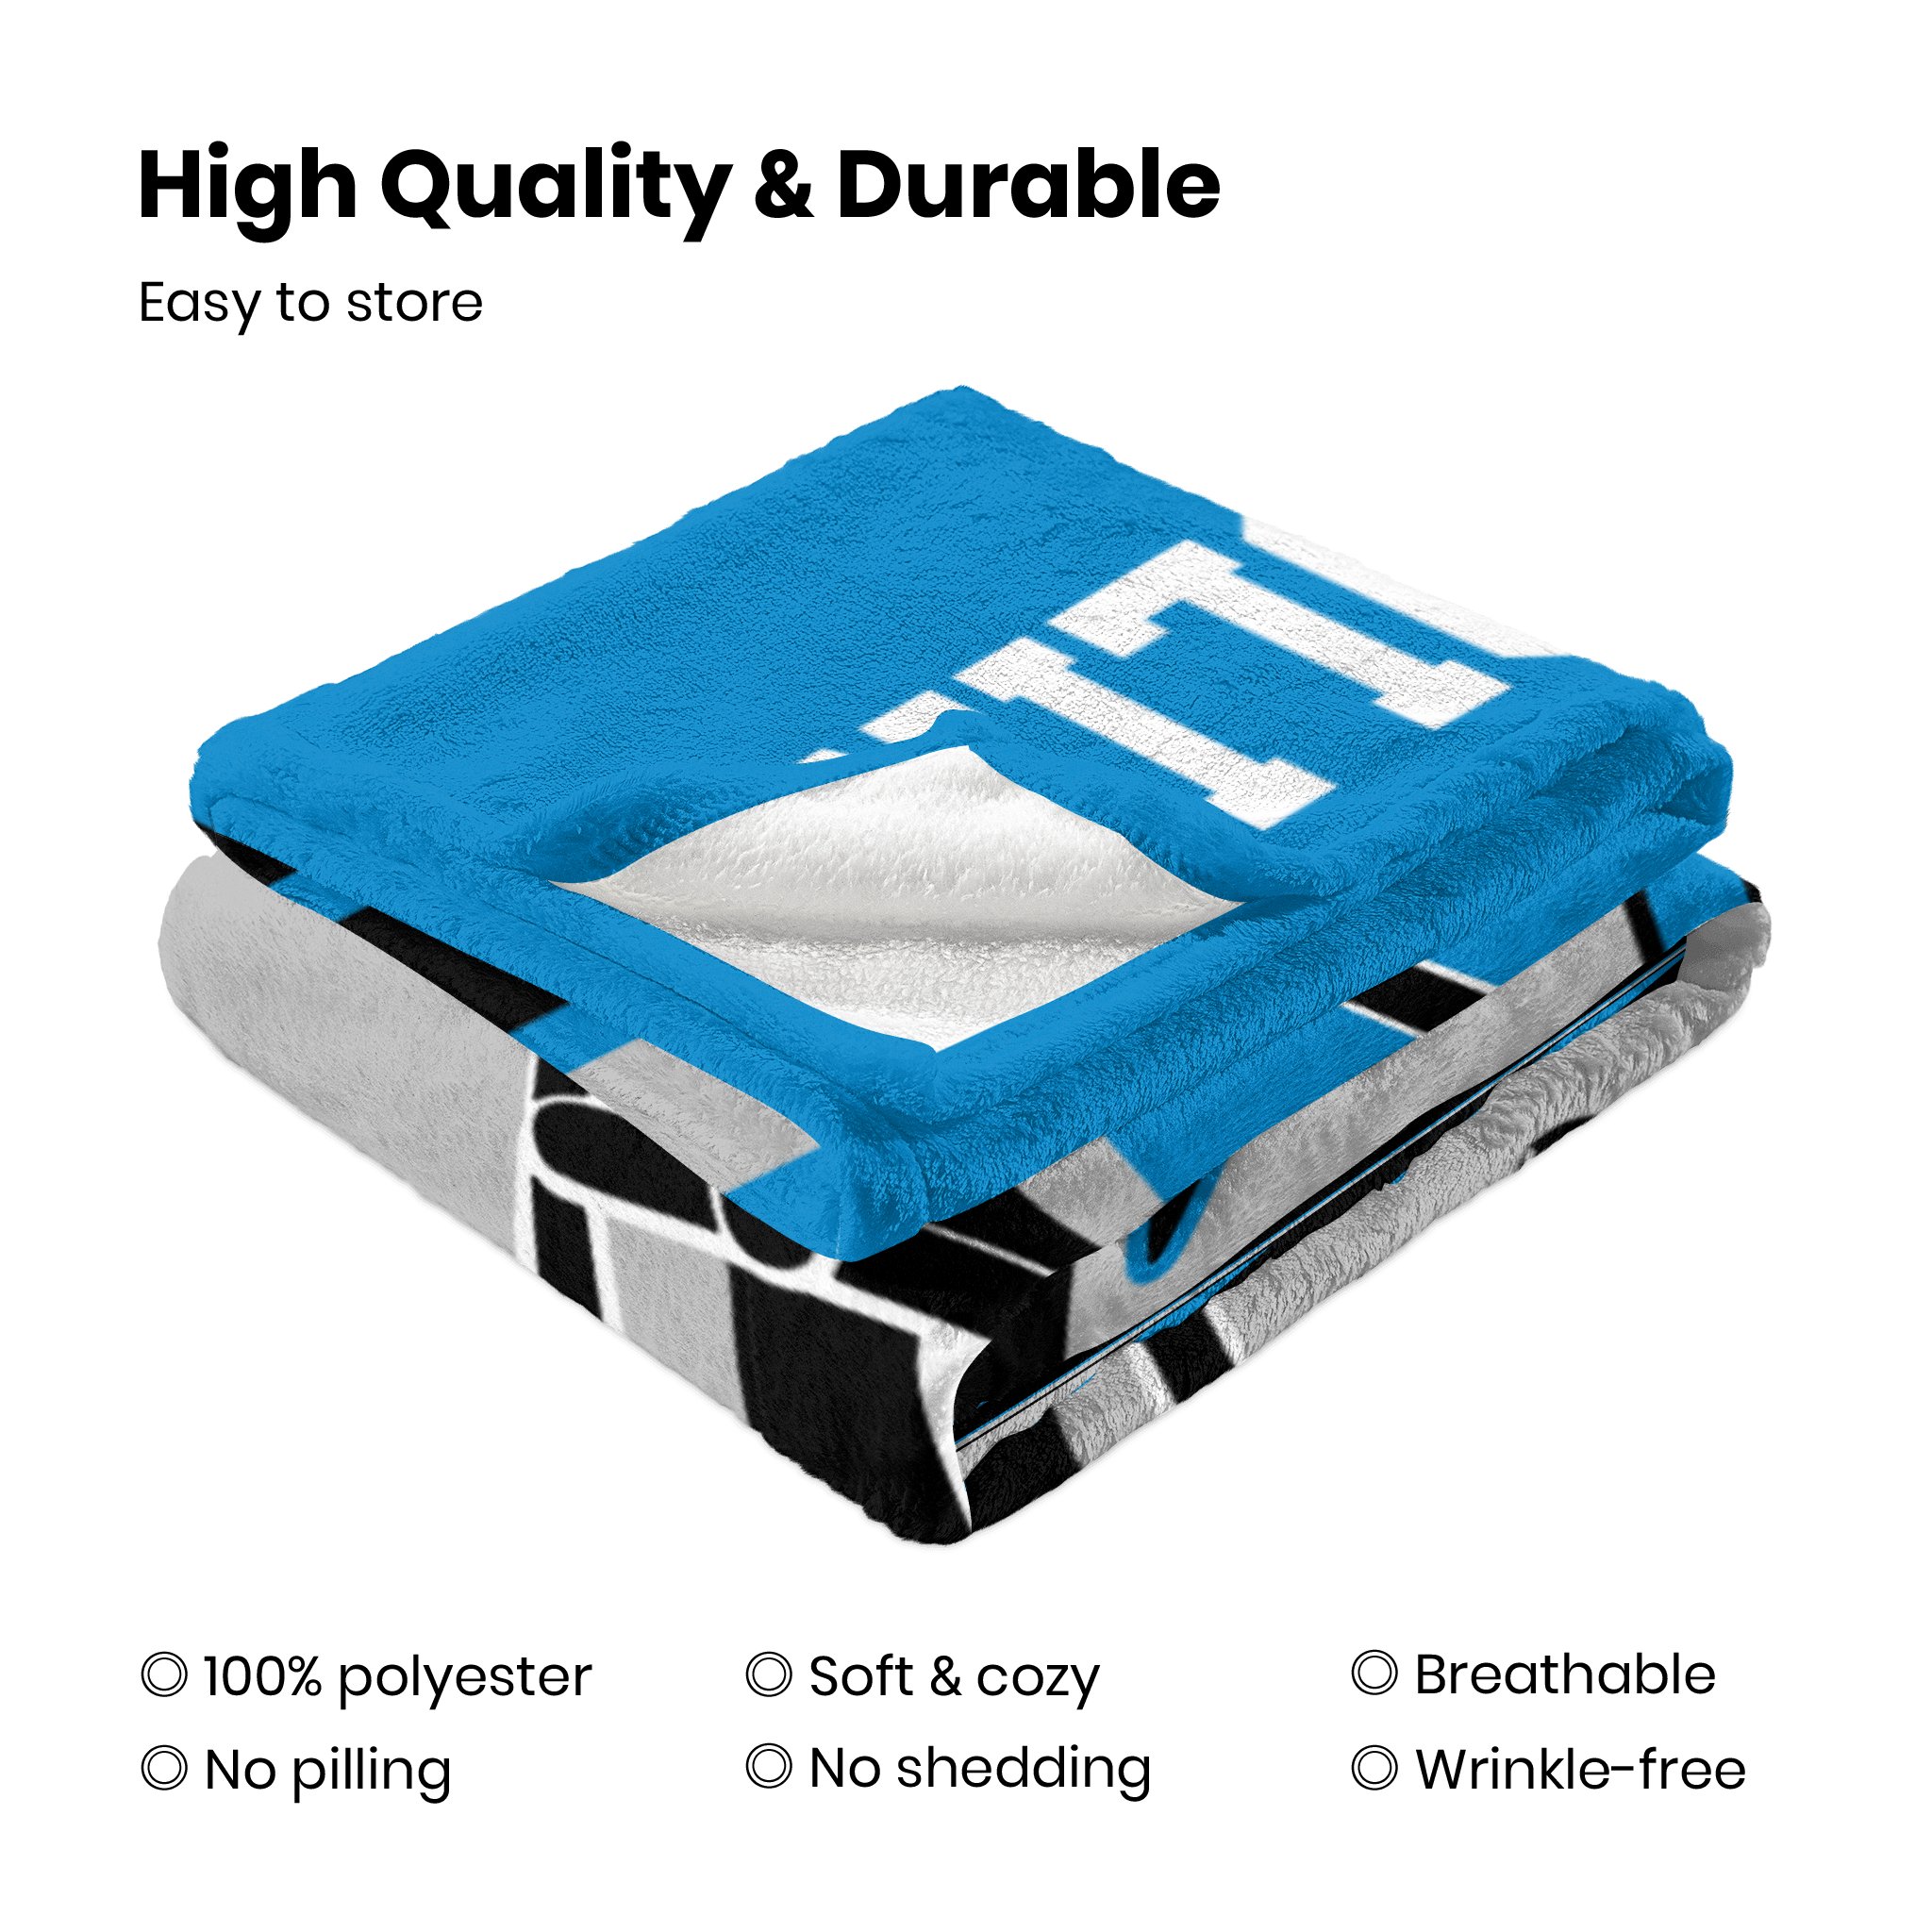 High Quality & Durable
Easy to store
100% polyester
Soft & cozy
Breathable
No pilling
No shedding
Wrinkle-free